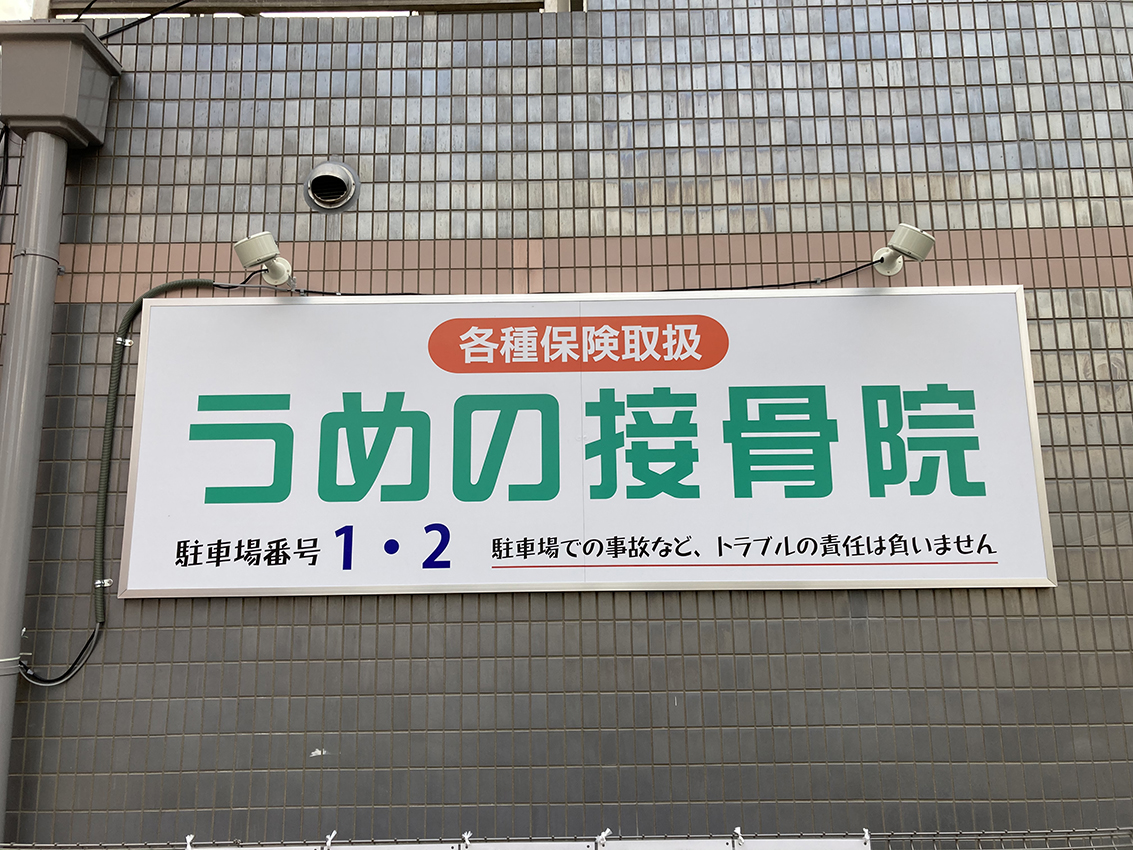 各種保険取扱
うめの接骨院
駐車場番号 1・2
駐車場での事故など、トラブルの責任は負いません